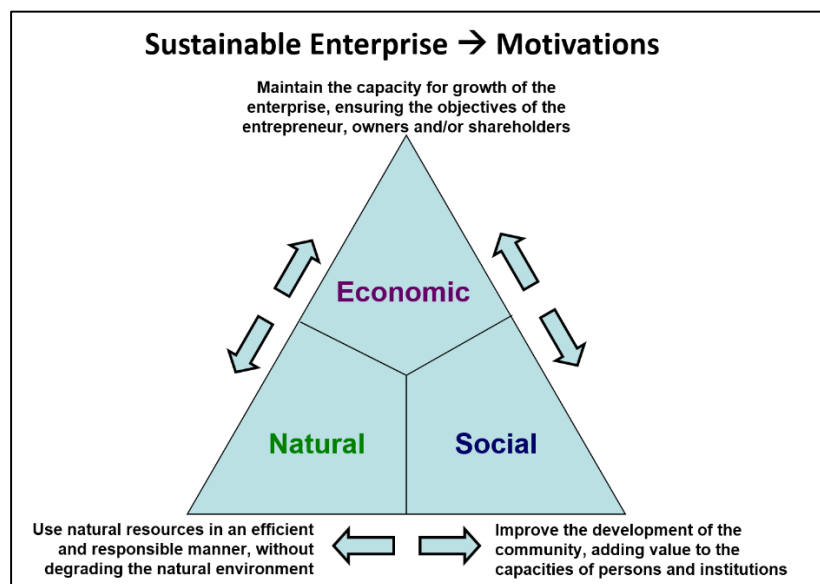 Sustainable Enterprise → Motivations
Maintain the capacity for growth of the
enterprise, ensuring the objectives of the
entrepreneur, owners and/or shareholders
Economic
Natural
Social
Use natural resources in an efficient
and responsible manner, without
degrading the natural environment
Improve the development of the
community, adding value to the
capacities of persons and institutions